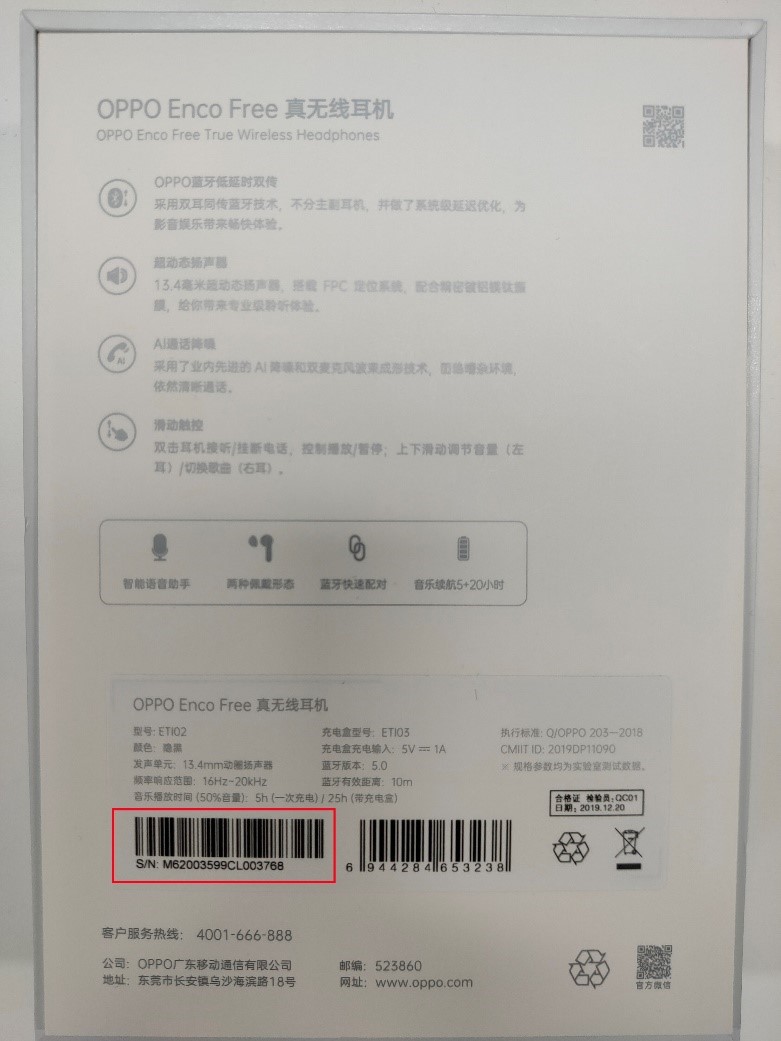 OPPO Enco Free 真无线耳机
OPPO Enco Free True Wireless Headphones
OPPO蓝牙低延时双传
采用双耳同传蓝牙技术，不分主副耳机，并做了系统级延迟优化，为
影音娱乐带来畅快体验。
超动态扬声器
13.4毫米超动态扬声器，搭载 FPC 定位系统，配合精密镀铝膜钛振
膜，给你带来专业级聆听体验。
AI通话降噪
AI
采用了业内先进的 AI 降噪和双麦克风波束成形技术，即使嘈杂环境，
依然清晰通话。
滑动触控
双击耳机接听/挂断电话，控制播放/暂停；上下滑动调节音量（左
耳）/切换歌曲（右耳）。
智能语音助手 两种佩戴形态 蓝牙快速配对 音乐续航5+20小时
OPPO Enco Free 真无线耳机
型号: ETI02 充电盒型号: ETI03 执行标准: Q/OPPO 203—2018
颜色: 隐黑 充电盒充电输入: 5V ⎓ 1A CMIIT ID: 2019DP11090
发声单元: 13.4mm动圈扬声器 蓝牙版本: 5.0 ※ 规格参数均为实验室测试数据。
频率响应范围: 16Hz~20kHz 蓝牙有效距离: 10m
音乐播放时间 (50%音量): 5h (一次充电) / 25h (带充电盒)
合格证 检验员:QC01
日期: 2019.12.20
S/N: M62003599CL003768
6 944284 653238
客户服务热线: 4001-666-888
公司: OPPO广东移动通信有限公司 邮编: 523860
地址: 东莞市长安镇乌沙海滨路18号 网址: www.oppo.com
官方微信